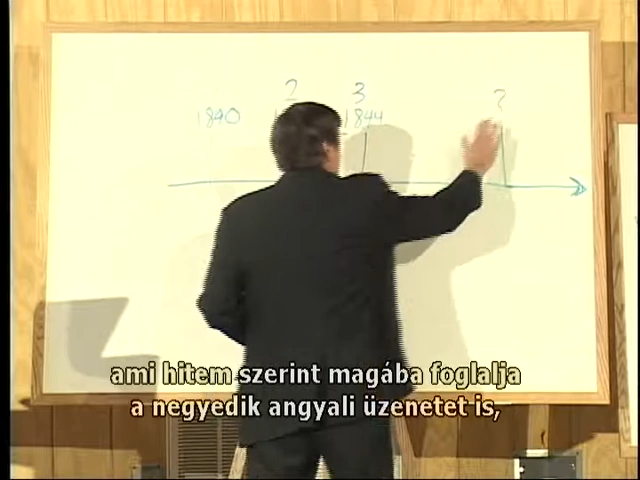 2 3 ?
1840 1844
ami hitem szerint magába foglalja
a negyedik angyali üzenetet is,